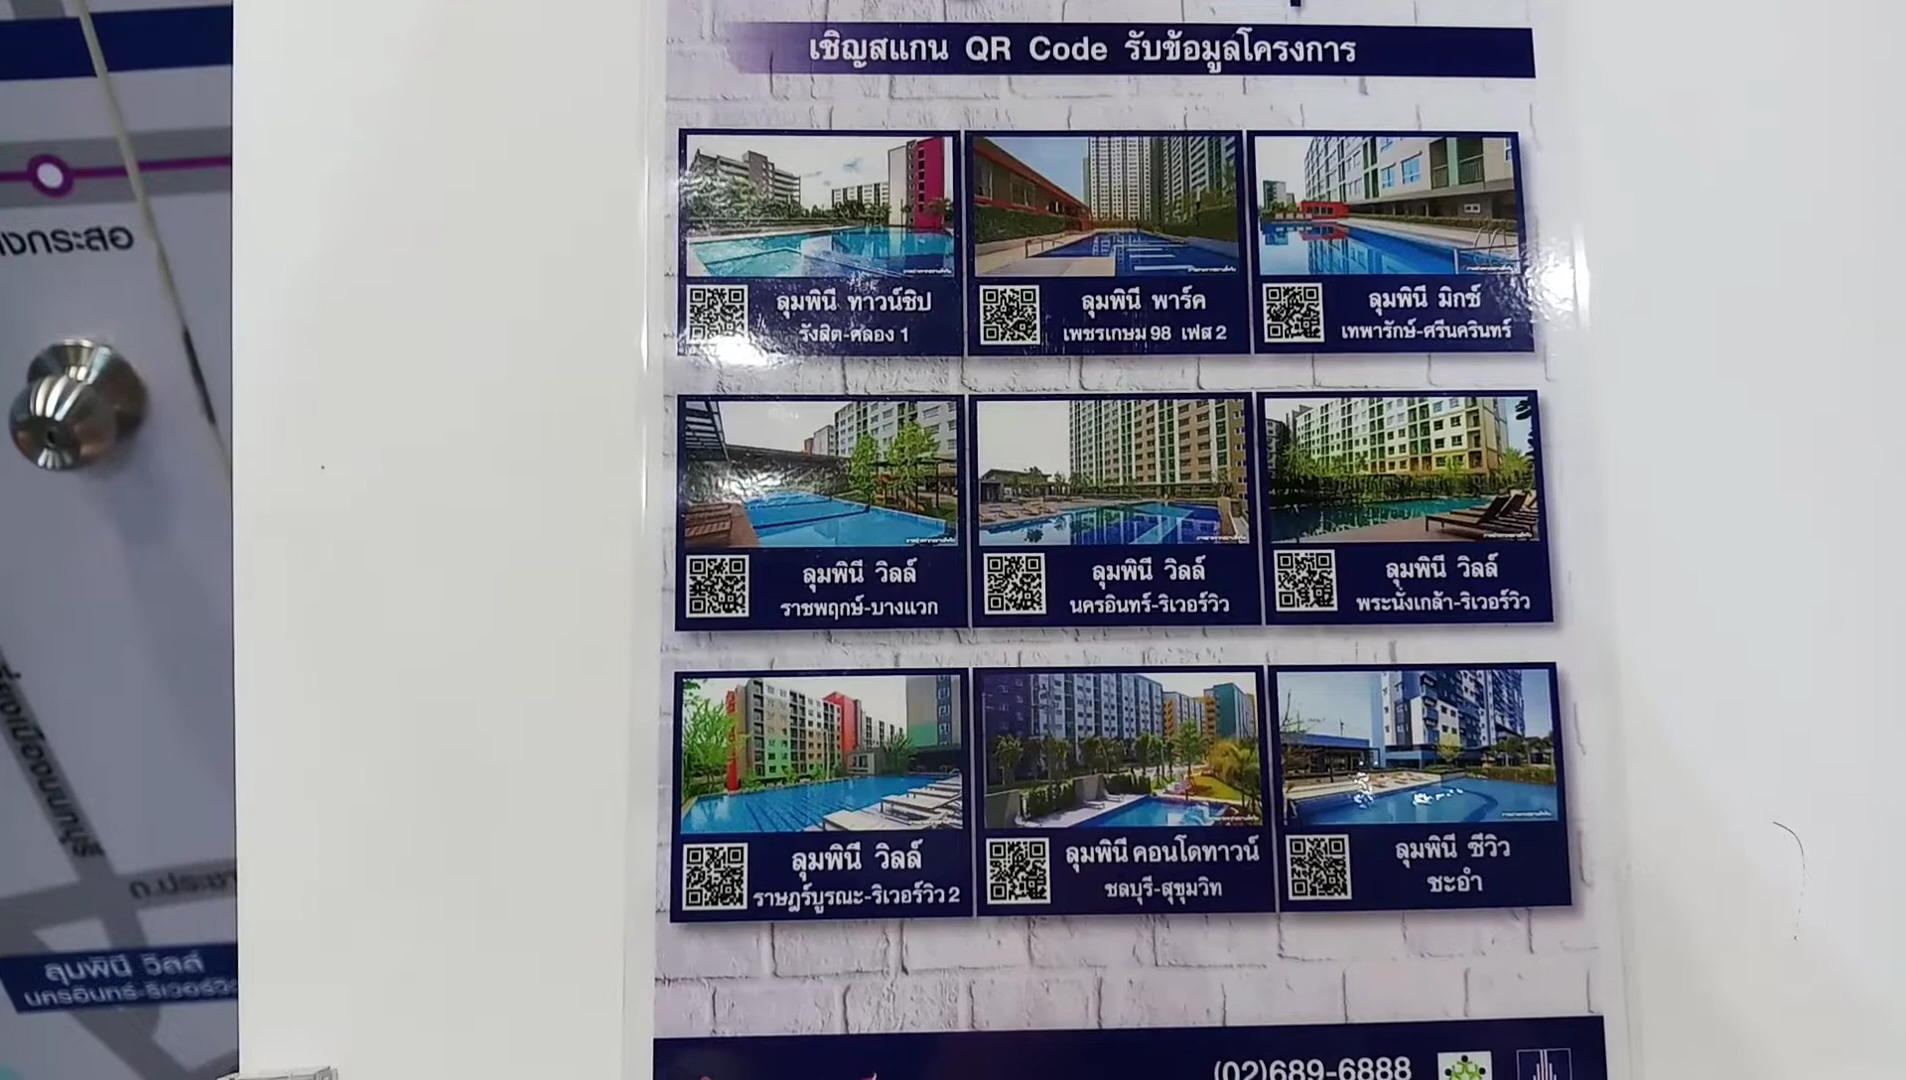 เชิญสแกน QR Code รับข้อมูลโครงการ
ลุมพินี ทาวน์ชิป
รังสิต-คลอง 1
ลุมพินี พาร์ค
เพชรเกษม 98 เฟส 2
ลุมพินี มิกซ์
เทพารักษ์-ศรีนครินทร์
ลุมพินี วิลล์
ราชพฤกษ์-บางแวก
ลุมพินี วิลล์
นครอินทร์-ริเวอร์วิว
ลุมพินี วิลล์
พระนั่งเกล้า-ริเวอร์วิว
ลุมพินี วิลล์
ราษฎร์บูรณะ-ริเวอร์วิว 2
ลุมพินี คอนโดทาวน์
ชลบุรี-สุขุมวิท
ลุมพินี ซีวิว
ชะอำ
(02)689-6888
ลุมพินี วิลล์
นครอินทร์-ริเวอร์วิว